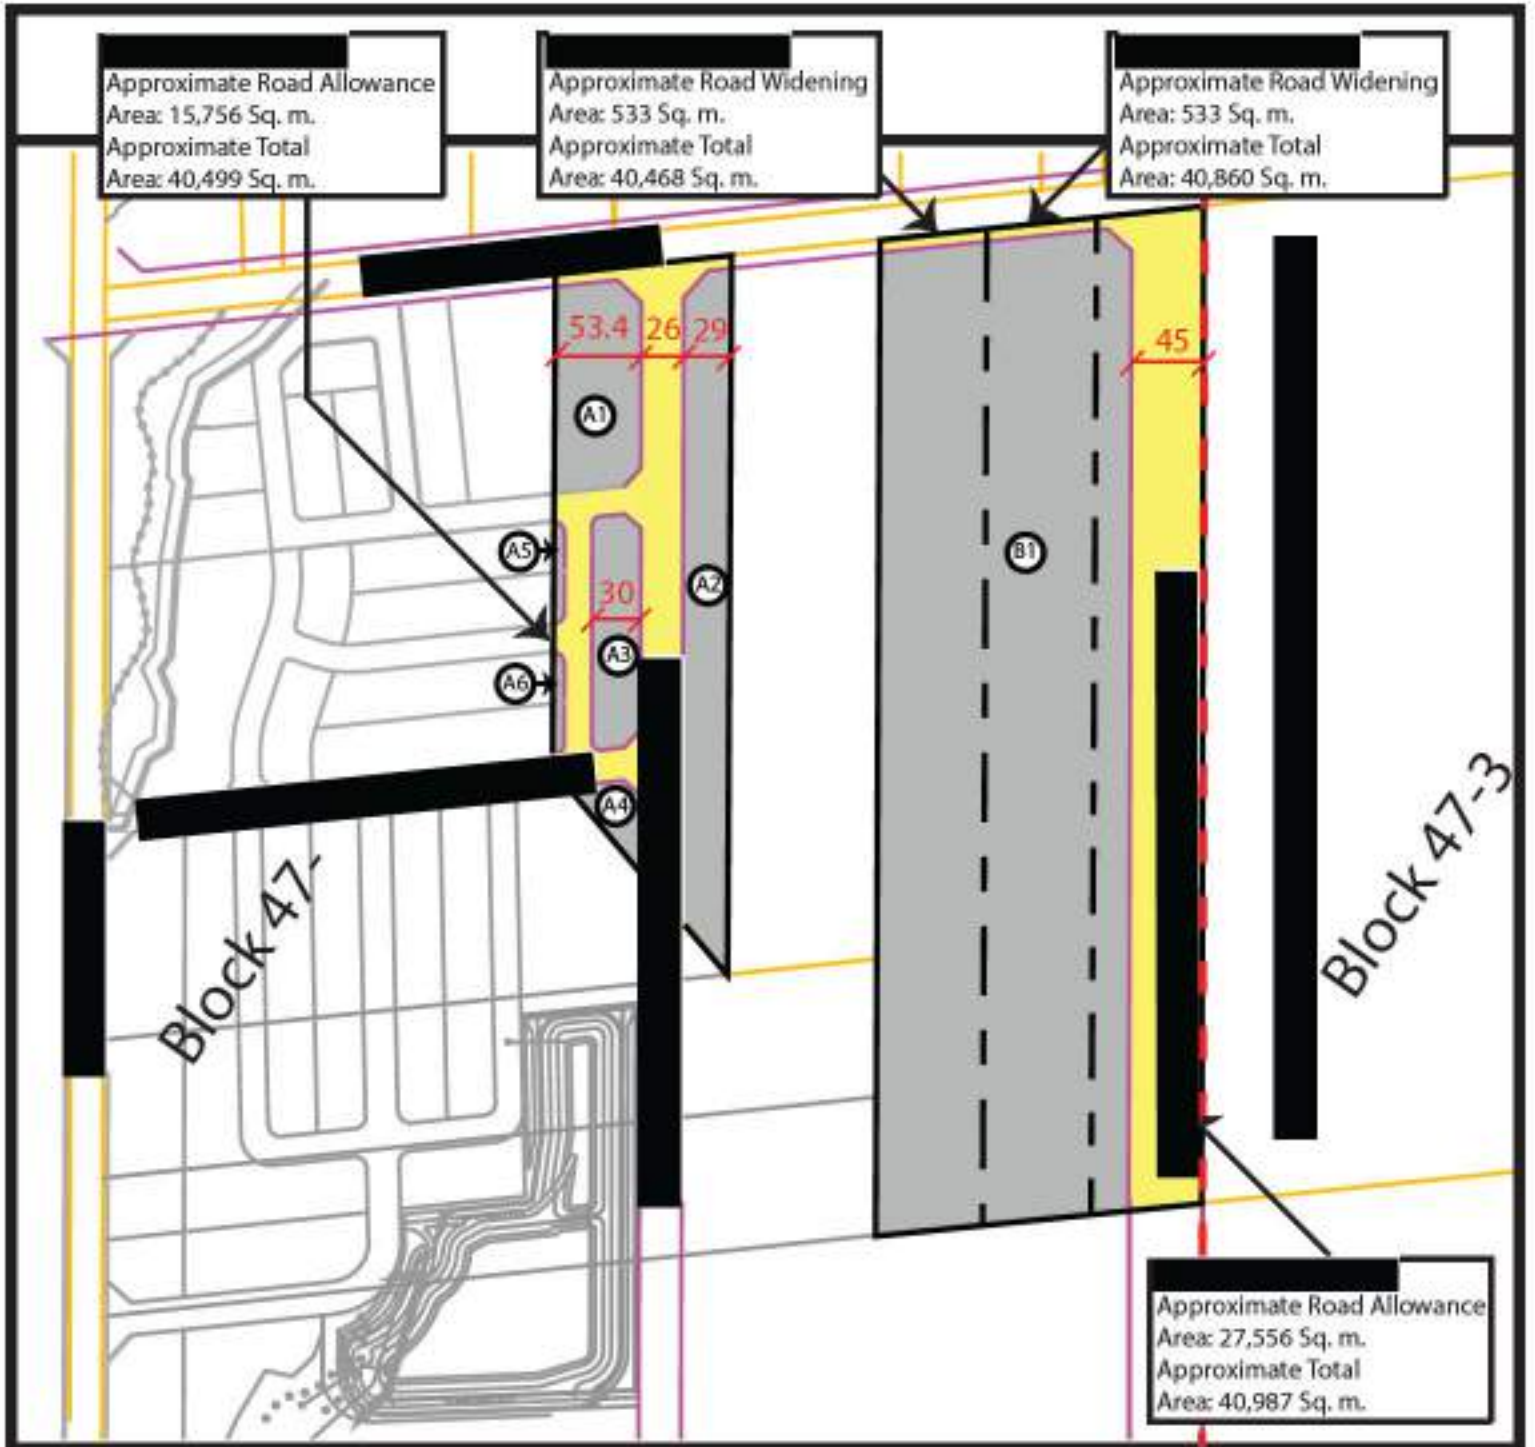 Approximate Road Allowance
Area: 15,756 Sq. m.
Approximate Total
Area: 40,499 Sq. m.
Approximate Road Widening
Area: 533 Sq. m.
Approximate Total
Area: 40,468 Sq. m.
Approximate Road Widening
Area: 533 Sq. m.
Approximate Total
Area: 40,860 Sq. m.
53.4
26
29
45
A1
A5
B1
A2
30
A3
A6
A4
Block 47-
Block 47-3
Approximate Road Allowance
Area: 27,556 Sq. m.
Approximate Total
Area: 40,987 Sq. m.